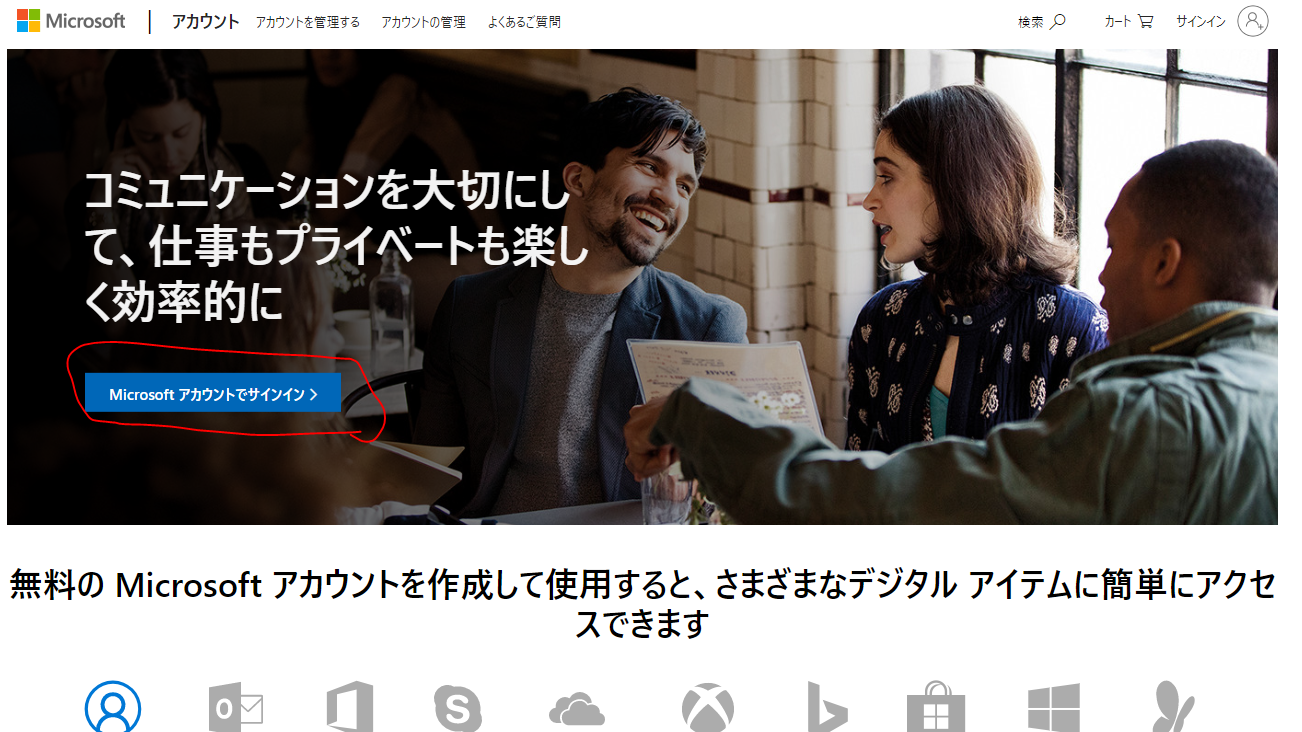 Microsoft アカウント アカウントを管理する アカウントの管理 よくあるご質問 検索 カート サインイン
コミュニケーションを大切にし
て、仕事もプライベートも楽し
く効率的に
Microsoft アカウントでサインイン
無料の Microsoft アカウントを作成して使用すると、さまざまなデジタル アイテムに簡単にアクセ
スできます